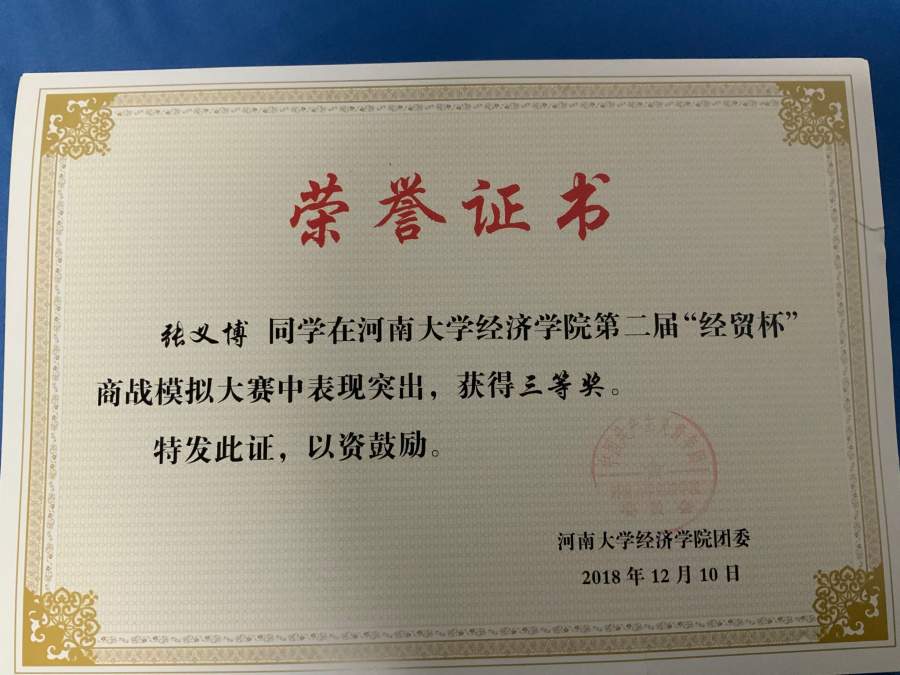 荣誉证书
张义博 同学在河南大学经济学院第二届“经贸杯”
商战模拟大赛中表现突出，获得三等奖。
特发此证，以资鼓励。
河南大学经济学院团委
2018 年 12 月 10 日